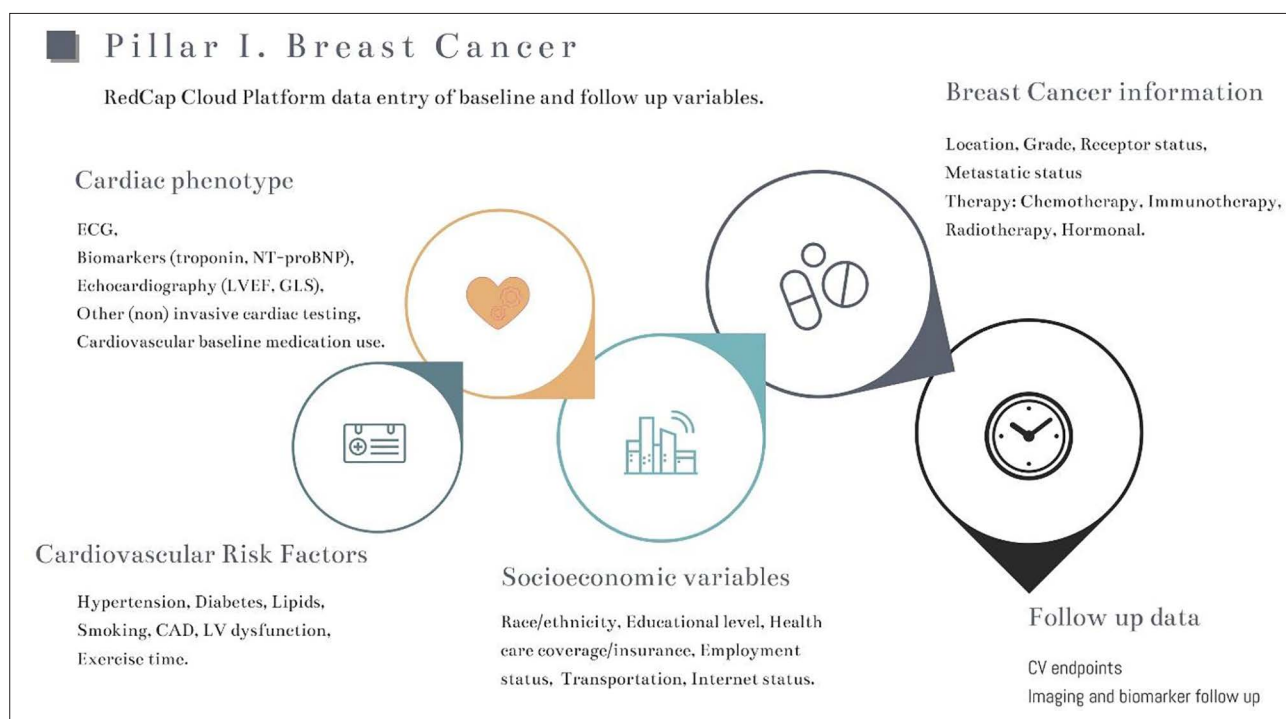 Pillar I. Breast Cancer
RedCap Cloud Platform data entry of baseline and follow up variables.
Breast Cancer information
Location, Grade, Receptor status,
Metastatic status
Therapy: Chemotherapy, Immunotherapy,
Radiotherapy, Hormonal.
Cardiac phenotype
ECG,
Biomarkers (troponin, NT-proBNP),
Echocardiography (LVEF, GLS),
Other (non) invasive cardiac testing,
Cardiovascular baseline medication use.
Cardiovascular Risk Factors
Hypertension, Diabetes, Lipids,
Smoking, CAD, LV dysfunction,
Exercise time.
Socioeconomic variables
Race/ethnicity, Educational level, Health
care coverage/insurance, Employment
status, Transportation, Internet status.
Follow up data
CV endpoints
Imaging and biomarker follow up